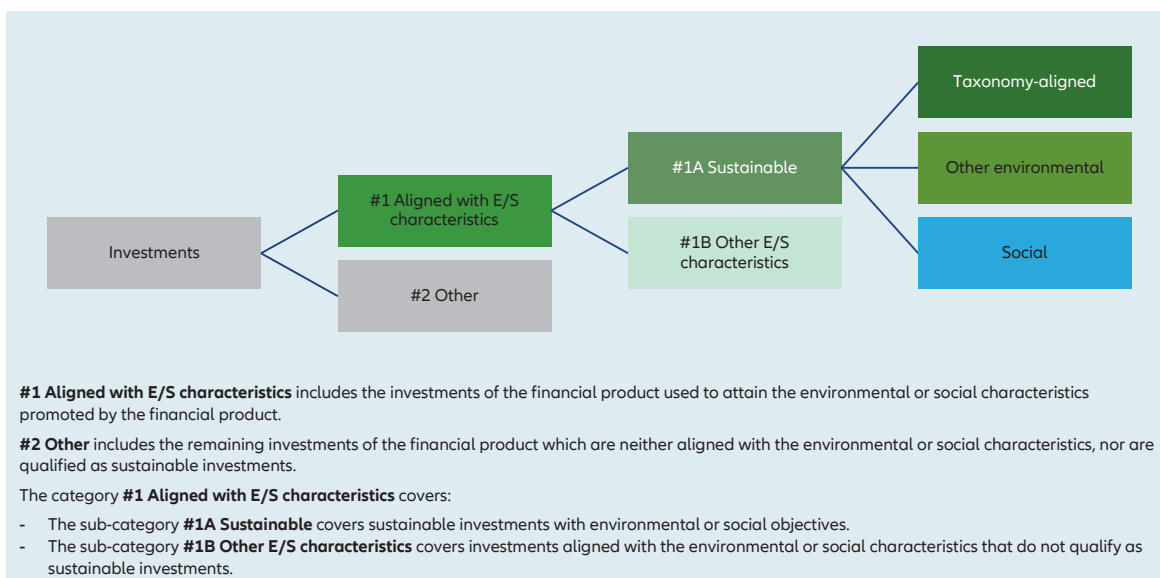 Taxonomy-aligned
#1A Sustainable
Other environmental
#1 Aligned with E/S
characteristics
#1B Other E/S
characteristics
Investments
Social
#2 Other
#1 Aligned with E/S characteristics includes the investments of the financial product used to attain the environmental or social characteristics
promoted by the financial product.
#2 Other includes the remaining investments of the financial product which are neither aligned with the environmental or social characteristics, nor are
qualified as sustainable investments.
The category #1 Aligned with E/S characteristics covers:
- The sub-category #1A Sustainable covers sustainable investments with environmental or social objectives.
- The sub-category #1B Other E/S characteristics covers investments aligned with the environmental or social characteristics that do not qualify as
sustainable investments.